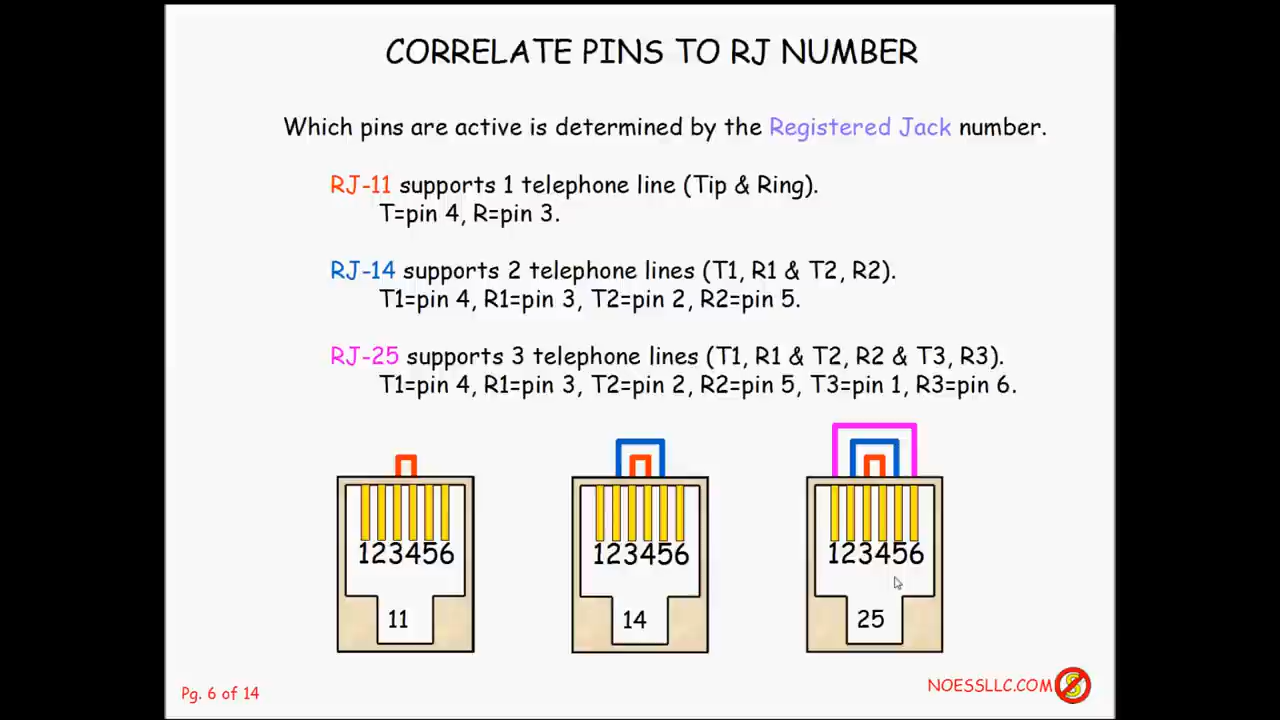 CORRELATE PINS TO RJ NUMBER
Which pins are active is determined by the Registered Jack number.
RJ-11 supports 1 telephone line (Tip & Ring).
T=pin 4, R=pin 3.
RJ-14 supports 2 telephone lines (T1, R1 & T2, R2).
T1=pin 4, R1=pin 3, T2=pin 2, R2=pin 5.
RJ-25 supports 3 telephone lines (T1, R1 & T2, R2 & T3, R3).
T1=pin 4, R1=pin 3, T2=pin 2, R2=pin 5, T3=pin 1, R3=pin 6.
123456
11
123456
14
123456
25
Pg. 6 of 14
NOESSLLC.COM
S